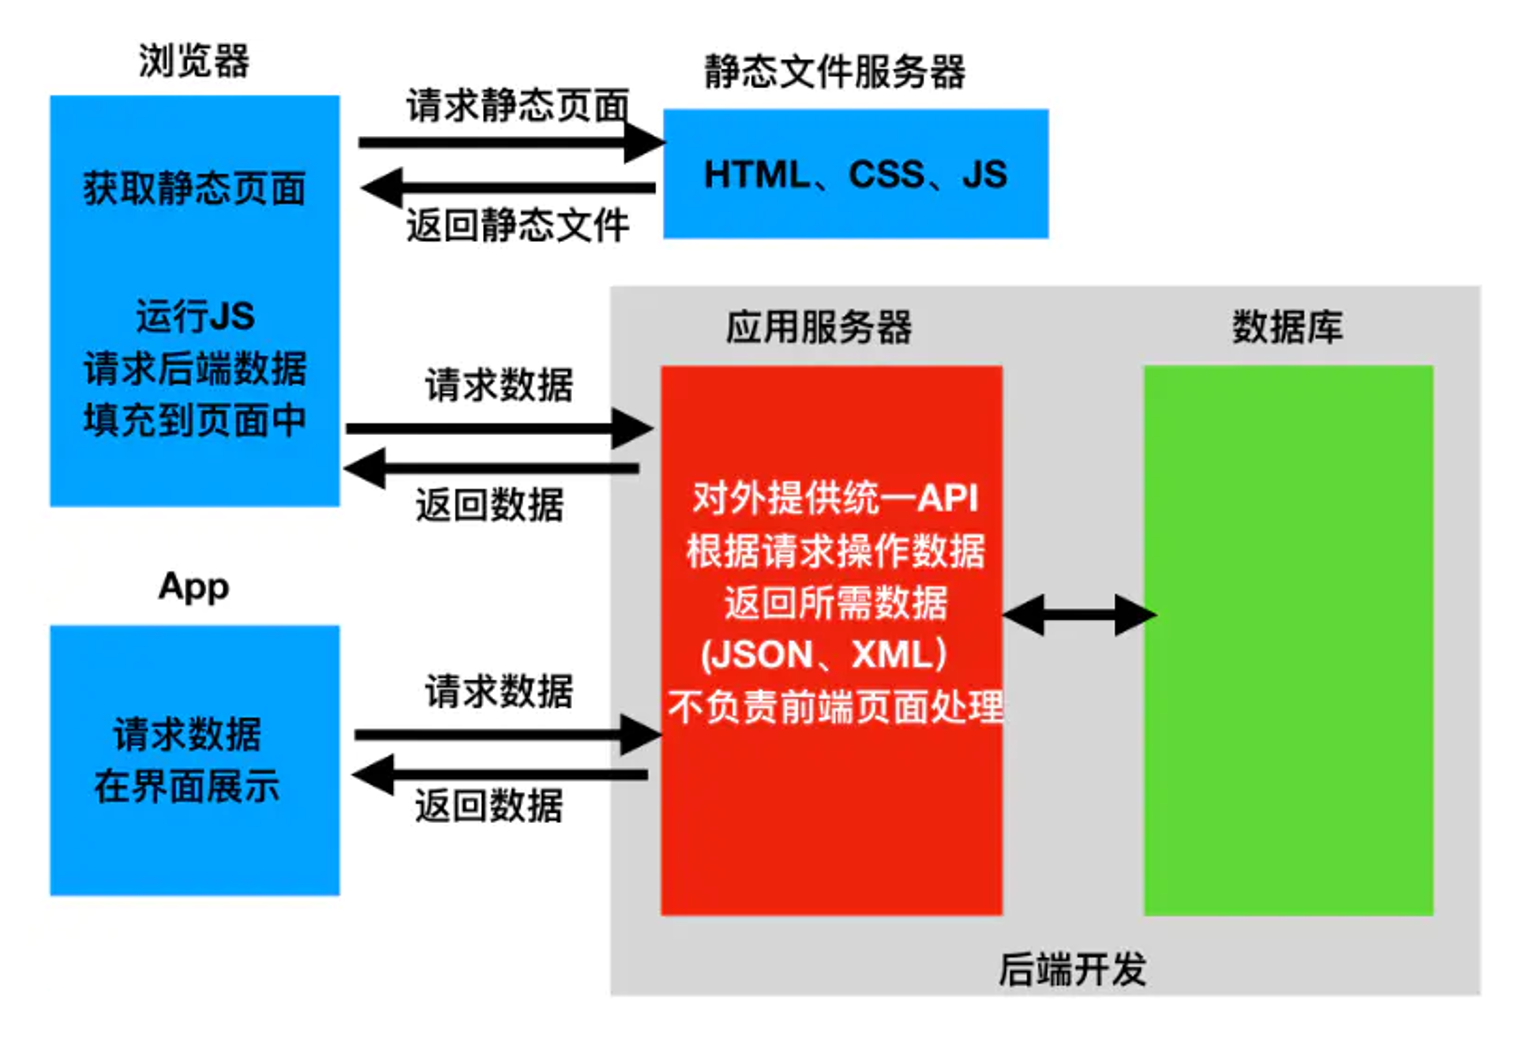 浏览器
静态文件服务器
请求静态页面
HTML、CSS、JS
获取静态页面
返回静态文件
运行JS
请求后端数据
填充到页面中
请求数据
返回数据
应用服务器
数据库
对外提供统一API
根据请求操作数据
返回所需数据
(JSON、XML）
不负责前端页面处理
App
请求数据
在界面展示
请求数据
返回数据
后端开发